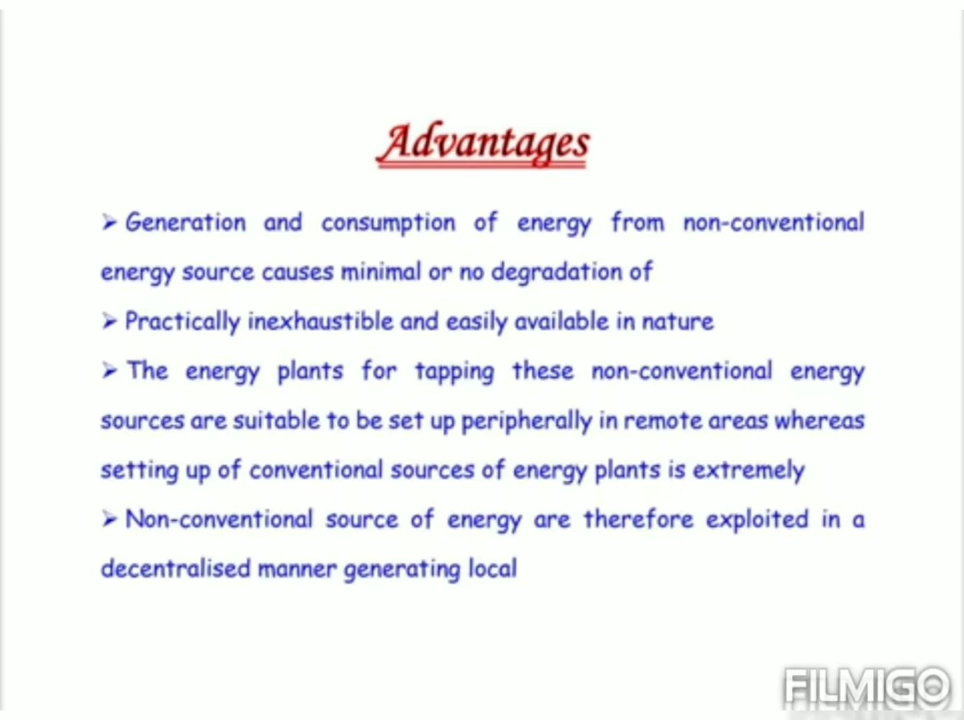 Advantages
➢ Generation and consumption of energy from non-conventional
energy source causes minimal or no degradation of
➢ Practically inexhaustible and easily available in nature
➢ The energy plants for tapping these non-conventional energy
sources are suitable to be set up peripherally in remote areas whereas
setting up of conventional sources of energy plants is extremely
➢ Non-conventional source of energy are therefore exploited in a
decentralised manner generating local
FILMIGO